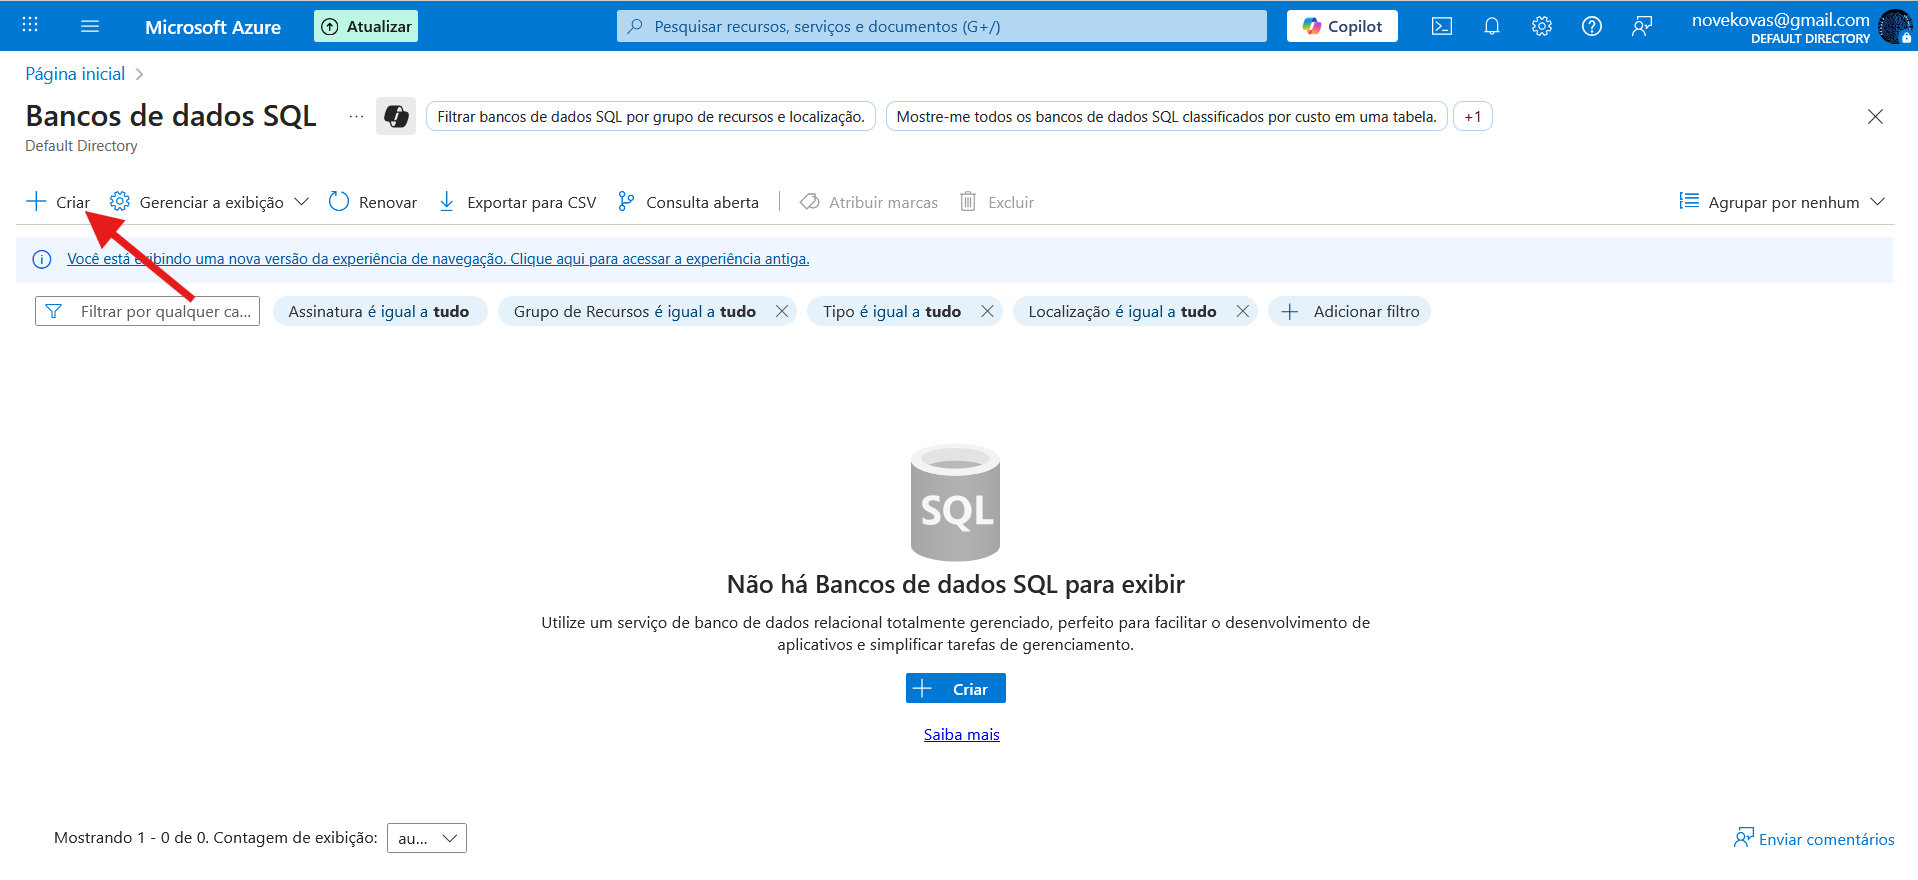 Microsoft Azure
Atualizar
Pesquisar recursos, serviços e documentos (G+/)
Copilot
novekovas@gmail.com
DEFAULT DIRECTORY
Página inicial
Bancos de dados SQL
Filtrar bancos de dados SQL por grupo de recursos e localização.
Mostre-me todos os bancos de dados SQL classificados por custo em uma tabela.
+1
Default Directory
Criar
Gerenciar a exibição
Renovar
Exportar para CSV
Consulta aberta
Atribuir marcas
Excluir
Agrupar por nenhum
Você está exibindo uma nova versão da experiência de navegação. Clique aqui para acessar a experiência antiga.
Filtrar por qualquer ca...
Assinatura é igual a tudo
Grupo de Recursos é igual a tudo
Tipo é igual a tudo
Localização é igual a tudo
Adicionar filtro
SQL
Não há Bancos de dados SQL para exibir
Utilize um serviço de banco de dados relacional totalmente gerenciado, perfeito para facilitar o desenvolvimento de
aplicativos e simplificar tarefas de gerenciamento.
Criar
Saiba mais
Mostrando 1 - 0 de 0. Contagem de exibição:
au...
Enviar comentários